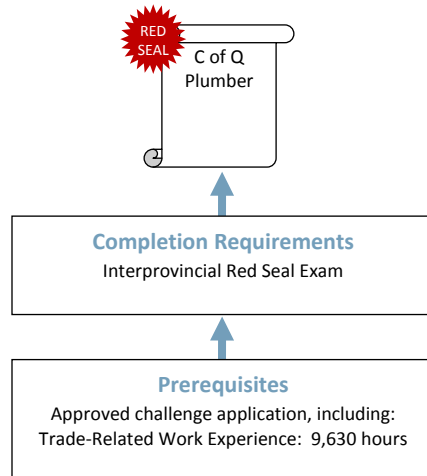 RED
SEAL
C of Q
Plumber
Completion Requirements
Interprovincial Red Seal Exam
Prerequisites
Approved challenge application, including:
Trade-Related Work Experience:  9,630 hours